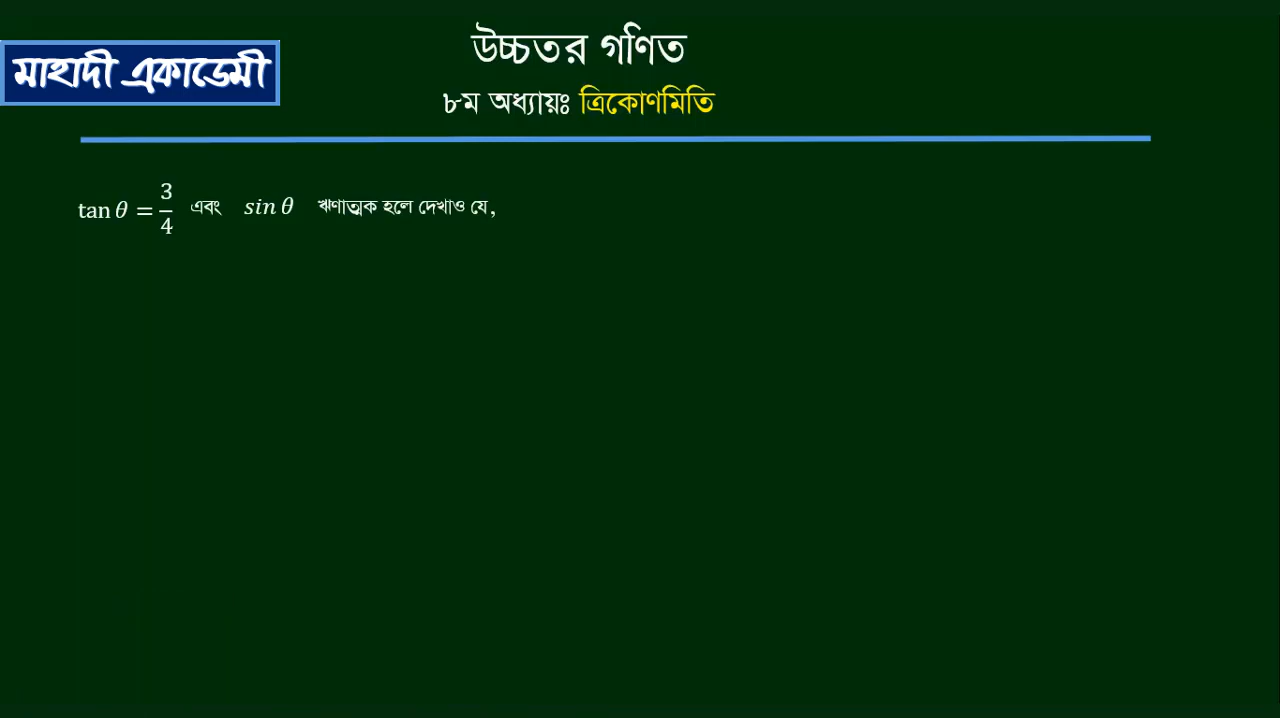 উচ্চতর গণিত
মাহাদী একাডেমী
৮ম অধ্যায়ঃ ত্রিকোণমিতি
tan θ = 3/4 এবং sin θ ঋণাত্মক হলে দেখাও যে,